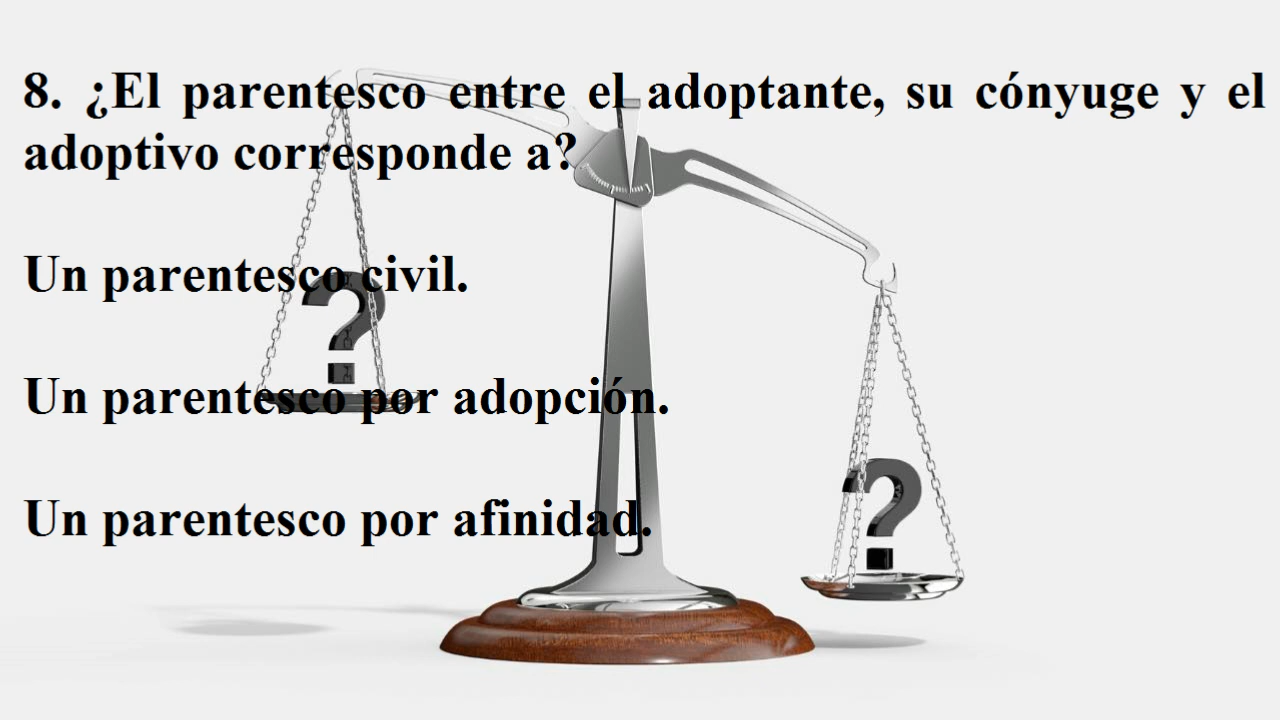 8. ¿El parentesco entre el adoptante, su cónyuge y el
adoptivo corresponde a?
Un parentesco civil.
Un parentesco por adopción.
Un parentesco por afinidad.